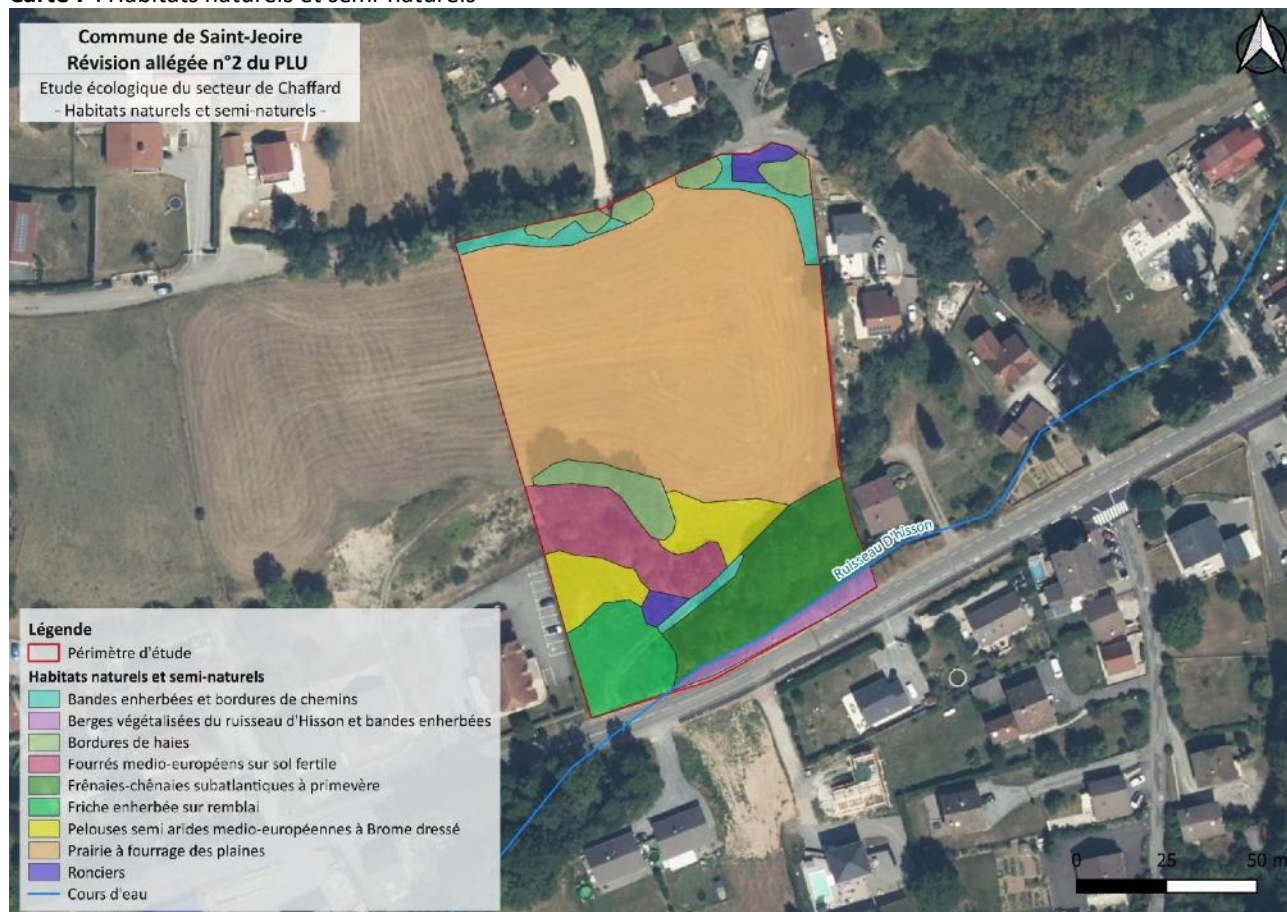 Carte 7 : Habitats naturels et semi-naturels
Commune de Saint-Jeoire
Révision allégée n°2 du PLU
Etude écologique du secteur de Chaffard
- Habitats naturels et semi-naturels -
Ruisseau D'hisson
Légende
Périmètre d'étude
Habitats naturels et semi-naturels
Bandes enherbées et bordures de chemins
Berges végétalisées du ruisseau d'Hisson et bandes enherbées
Bordures de haies
Fourrés medio-européens sur sol fertile
Frênaies-chênaies subatlantiques à primevère
Friche enherbée sur remblai
Pelouses semi arides medio-européennes à Brome dressé
Prairie à fourrage des plaines
Ronciers
Cours d'eau
0 25 50 m